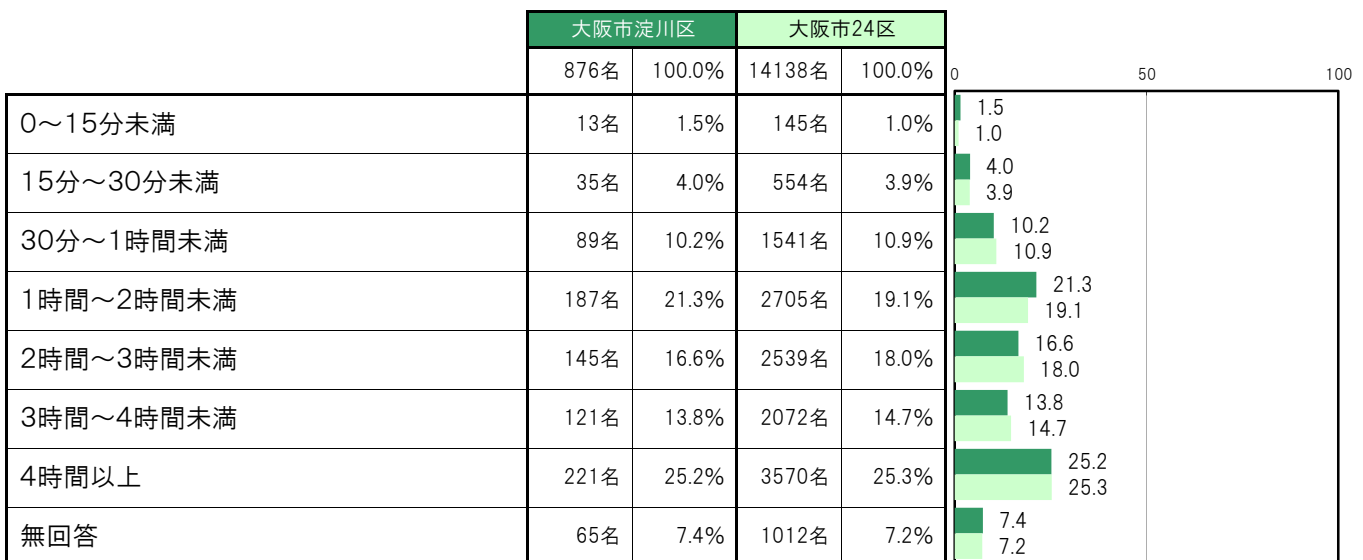 大阪市淀川区 大阪市24区
876名 100.0% 14138名 100.0% 0 50 100
0～15分未満 13名 1.5% 145名 1.0% 1.5
1.0
15分～30分未満 35名 4.0% 554名 3.9% 4.0
3.9
30分～1時間未満 89名 10.2% 1541名 10.9% 10.2
10.9
1時間～2時間未満 187名 21.3% 2705名 19.1% 21.3
19.1
2時間～3時間未満 145名 16.6% 2539名 18.0% 16.6
18.0
3時間～4時間未満 121名 13.8% 2072名 14.7% 13.8
14.7
4時間以上 221名 25.2% 3570名 25.3% 25.2
25.3
無回答 65名 7.4% 1012名 7.2% 7.4
7.2